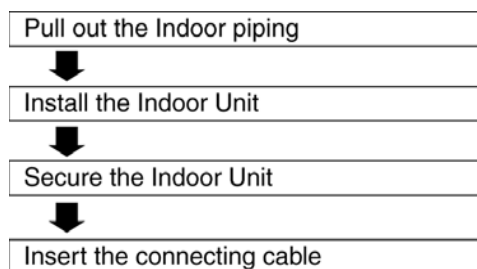 Pull out the Indoor piping
Install the Indoor Unit
Secure the Indoor Unit
Insert the connecting cable